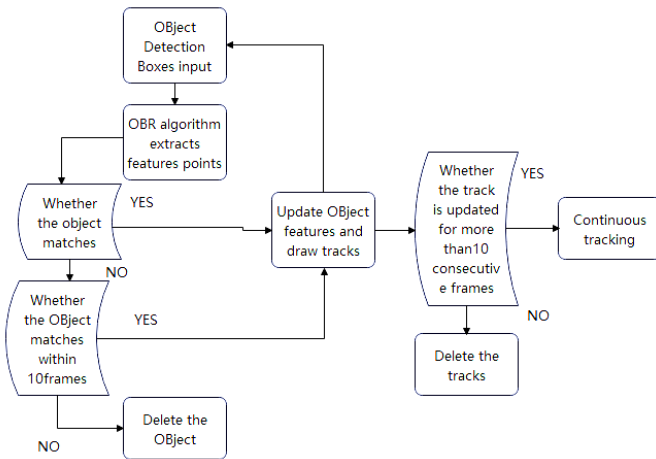 OBject
Detection
Boxes input
OBR algorithm
extracts
features points
Whether
the object
matches
YES
NO
Whether
the OBject
matches
within
10frames
YES
NO
Delete the
OBject
Update OBject
features and
draw tracks
Whether
the track
is updated
for more
than10
consecutiv
e frames
YES
NO
Continuous
tracking
Delete the
tracks